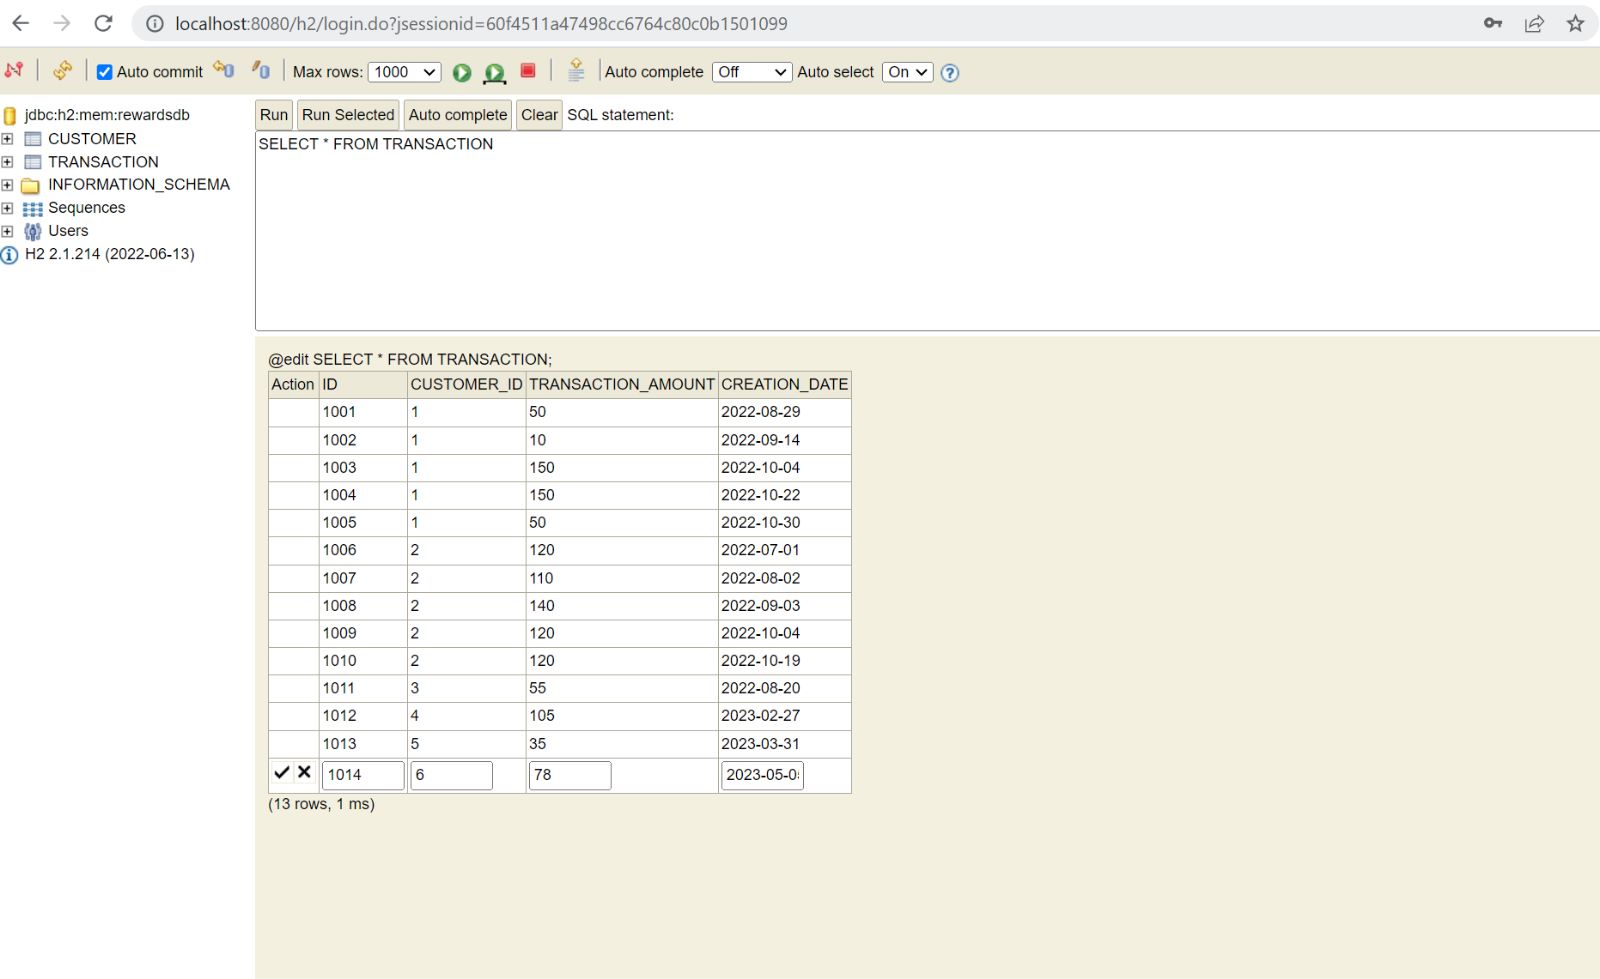 localhost:8080/h2/login.do?jsessionid=60f4511a47498cc6764c80c0b1501099
Auto commit Max rows: 1000 Auto complete Off Auto select On
jdbc:h2:mem:rewardsdb
CUSTOMER
TRANSACTION
INFORMATION_SCHEMA
Sequences
Users
H2 2.1.214 (2022-06-13)
Run Run Selected Auto complete Clear SQL statement:
SELECT * FROM TRANSACTION
@edit SELECT * FROM TRANSACTION;
Action ID CUSTOMER_ID TRANSACTION_AMOUNT CREATION_DATE
1001 1 50 2022-08-29
1002 1 10 2022-09-14
1003 1 150 2022-10-04
1004 1 150 2022-10-22
1005 1 50 2022-10-30
1006 2 120 2022-07-01
1007 2 110 2022-08-02
1008 2 140 2022-09-03
1009 2 120 2022-10-04
1010 2 120 2022-10-19
1011 3 55 2022-08-20
1012 4 105 2023-02-27
1013 5 35 2023-03-31
1014 6 78
(13 rows, 1 ms)